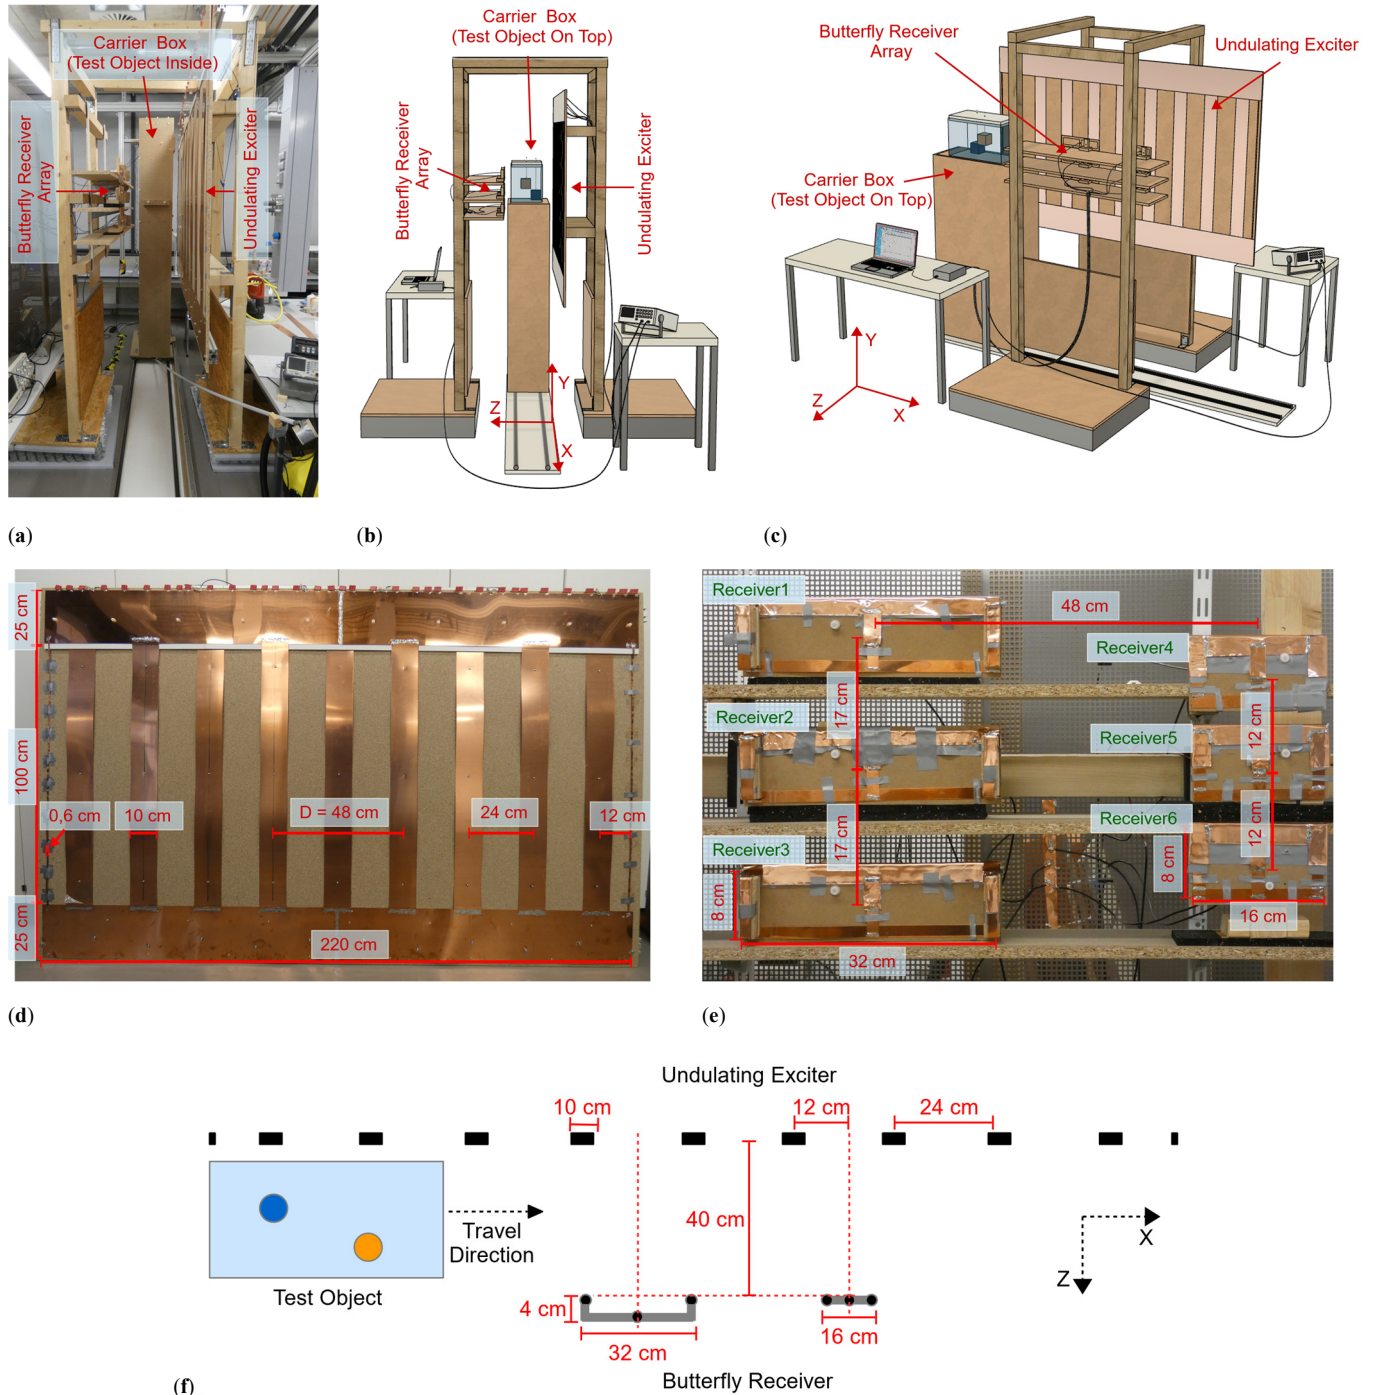 Carrier Box
(Test Object Inside)
Butterfly Receiver
Array
Undulating Exciter
Carrier Box
(Test Object On Top)
Butterfly Receiver
Array
Undulating Exciter
Y
Z
X
Butterfly Receiver
Array
Undulating Exciter
Carrier Box
(Test Object On Top)
Y
Z
X
(a)
(b)
(c)
25 cm
100 cm
25 cm
0,6 cm
10 cm
D = 48 cm
24 cm
12 cm
220 cm
Receiver1
48 cm
Receiver4
17 cm
Receiver2
12 cm
Receiver5
Receiver6
17 cm
12 cm
Receiver3
8 cm
8 cm
16 cm
32 cm
(d)
(e)
Undulating Exciter
10 cm
12 cm
24 cm
40 cm
Travel
Direction
X
Z
Test Object
4 cm
16 cm
32 cm
Butterfly Receiver
(f)